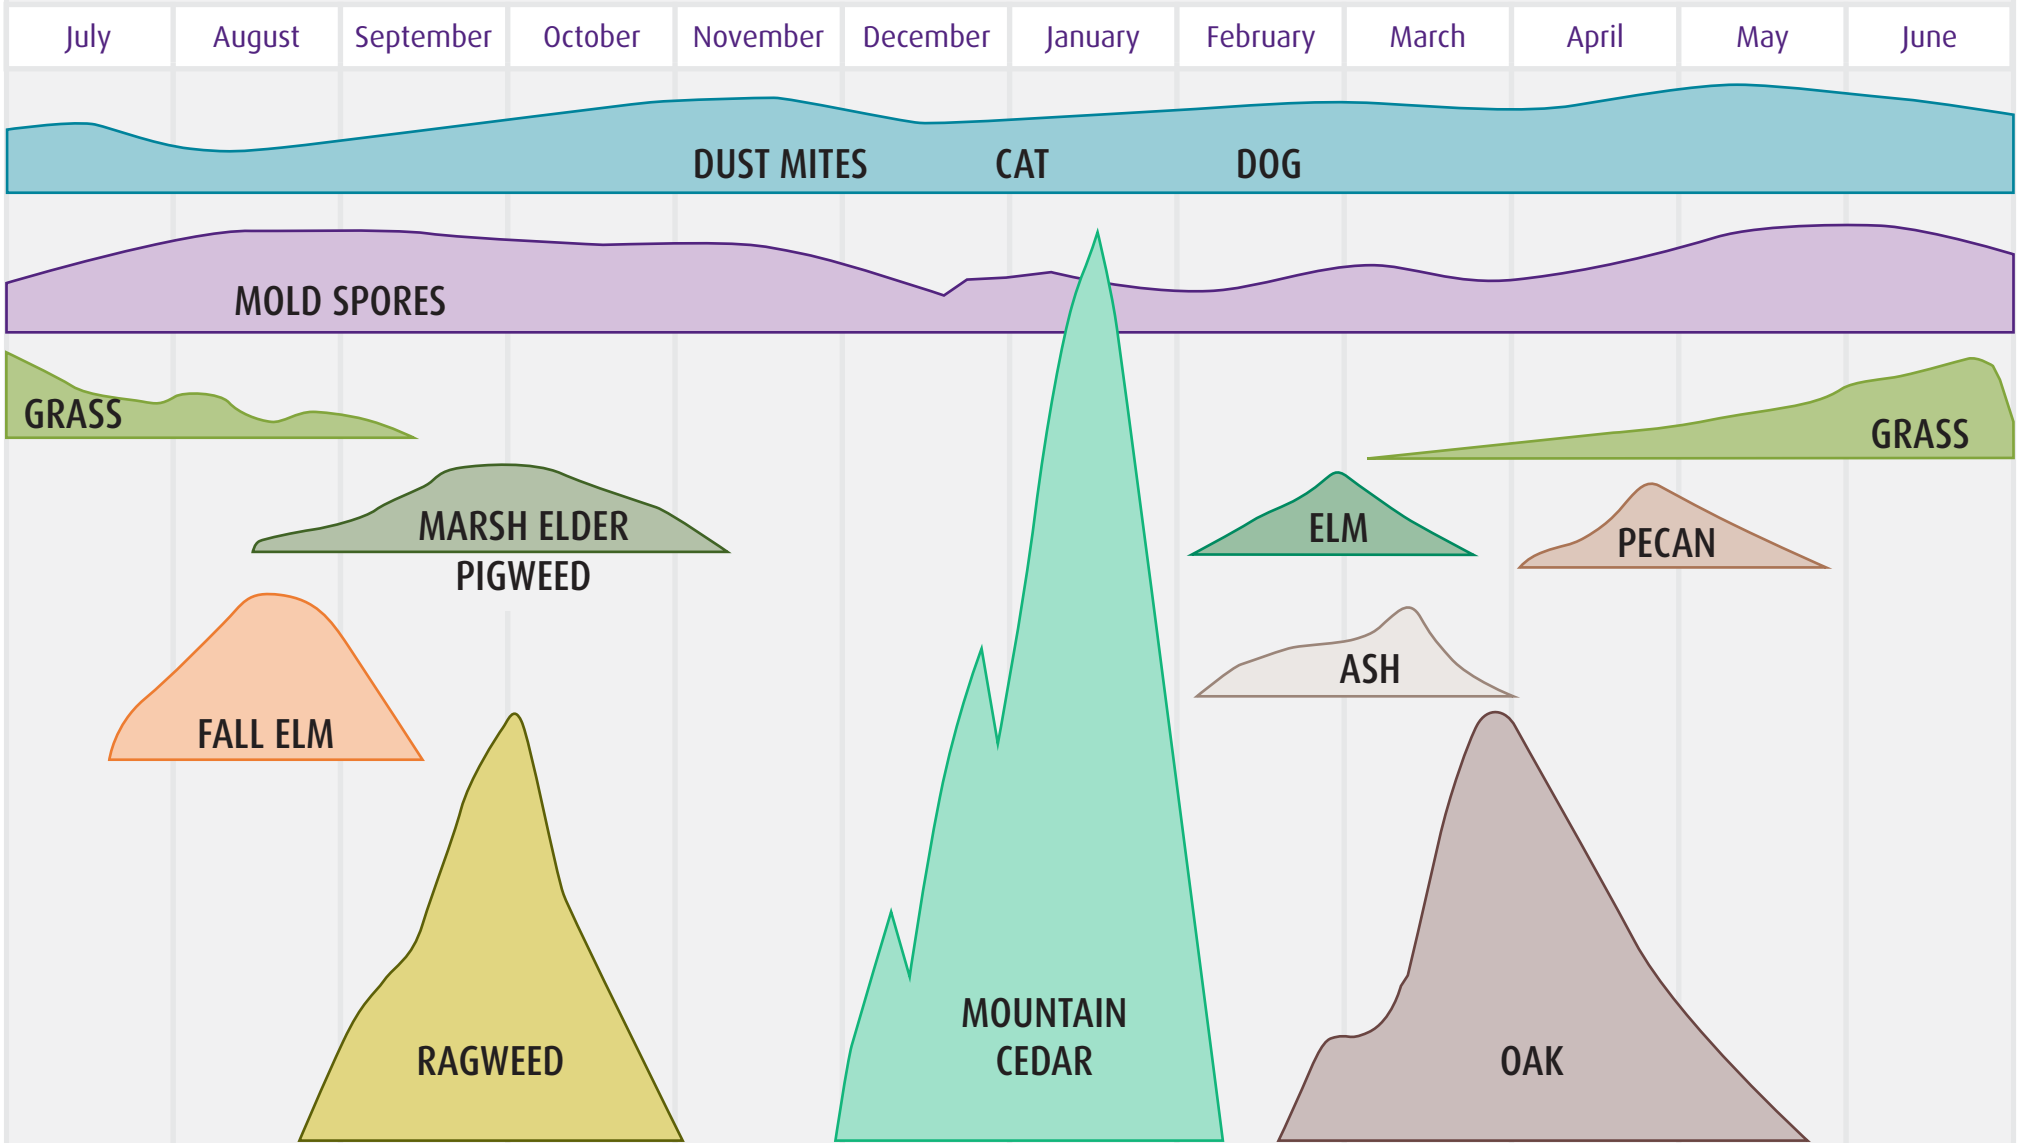 July August September October November December January February March April May June
DUST MITES CAT DOG
MOLD SPORES
GRASS
GRASS
MARSH ELDER
PIGWEED
ELM
PECAN
FALL ELM
ASH
RAGWEED
MOUNTAIN
CEDAR
OAK